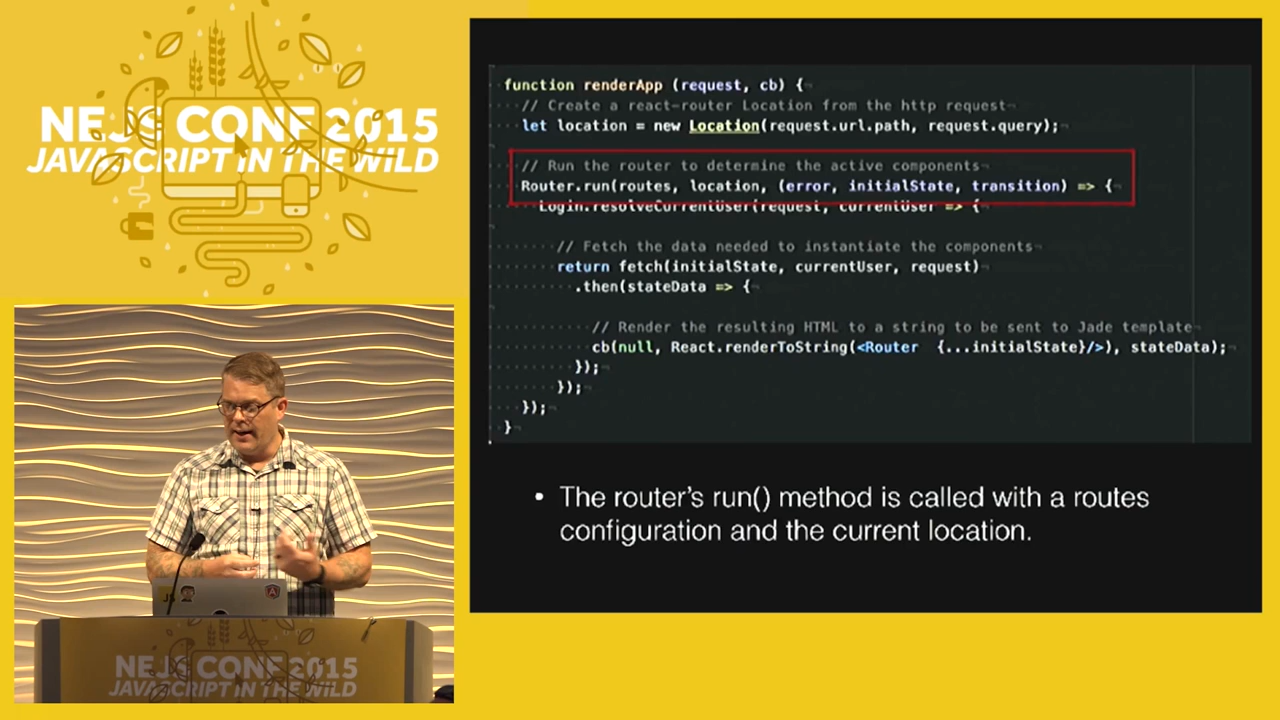 NEJS CONF 2015
JAVASCRIPT IN THE WILD
function renderApp (request, cb) {
// Create a react-router Location from the http request
let location = new Location(request.url.path, request.query);
// Run the router to determine the active components
Router.run(routes, location, (error, initialState, transition) => {
Login.resolveCurrentUser(request, currentUser => {
// Fetch the data needed to instantiate the components
return fetch(initialState, currentUser, request)
.then(stateData => {
// Render the resulting HTML to a string to be sent to Jade template
cb(null, React.renderToString(<Router {...initialState}/>), stateData);
});
});
});
}
• The router's run() method is called with a routes
configuration and the current location.
NEJS CONF 2015
JAVASCRIPT IN THE WILD